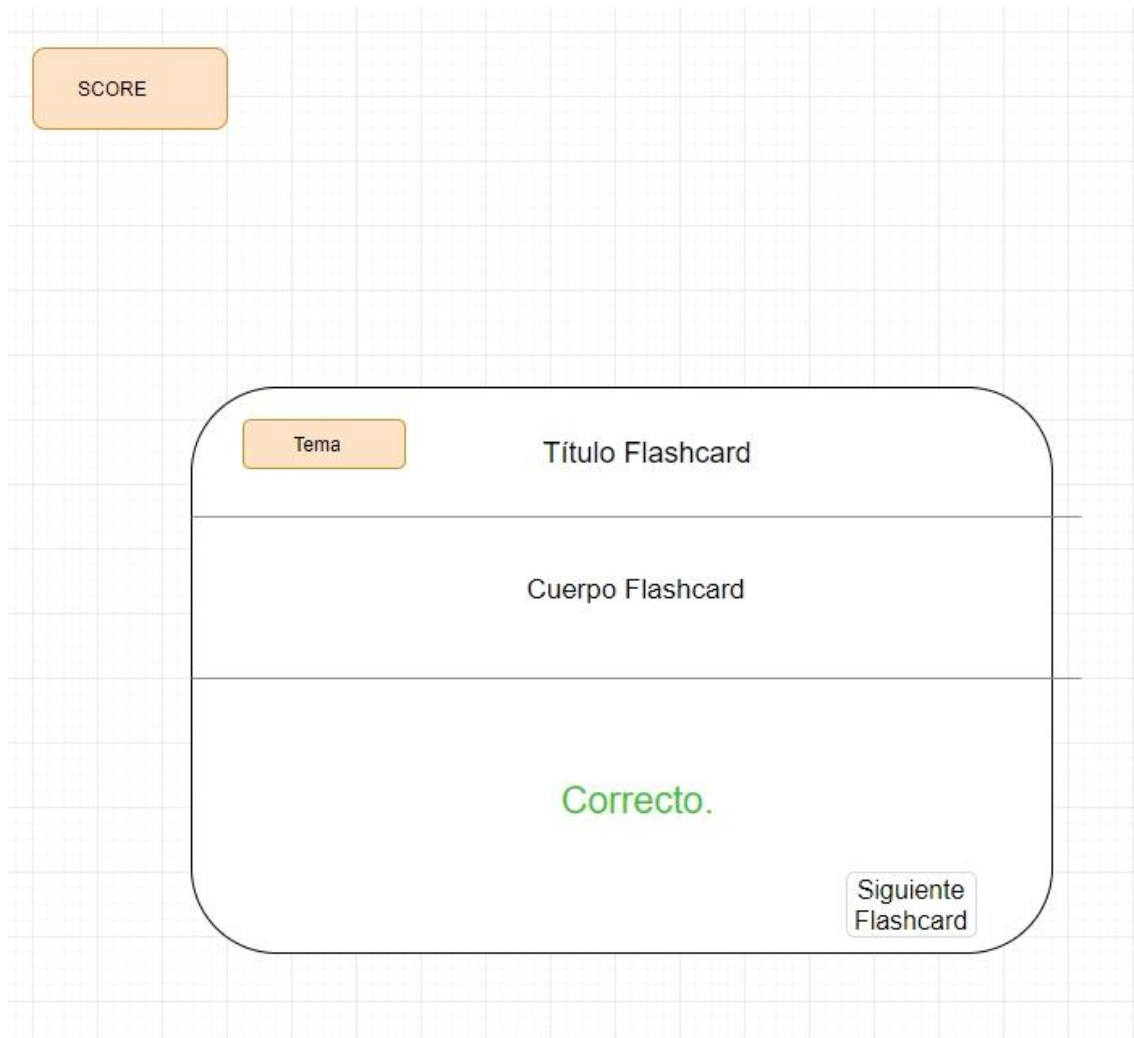 SCORE
Tema
Título Flashcard
Cuerpo Flashcard
Correcto.
Siguiente
Flashcard